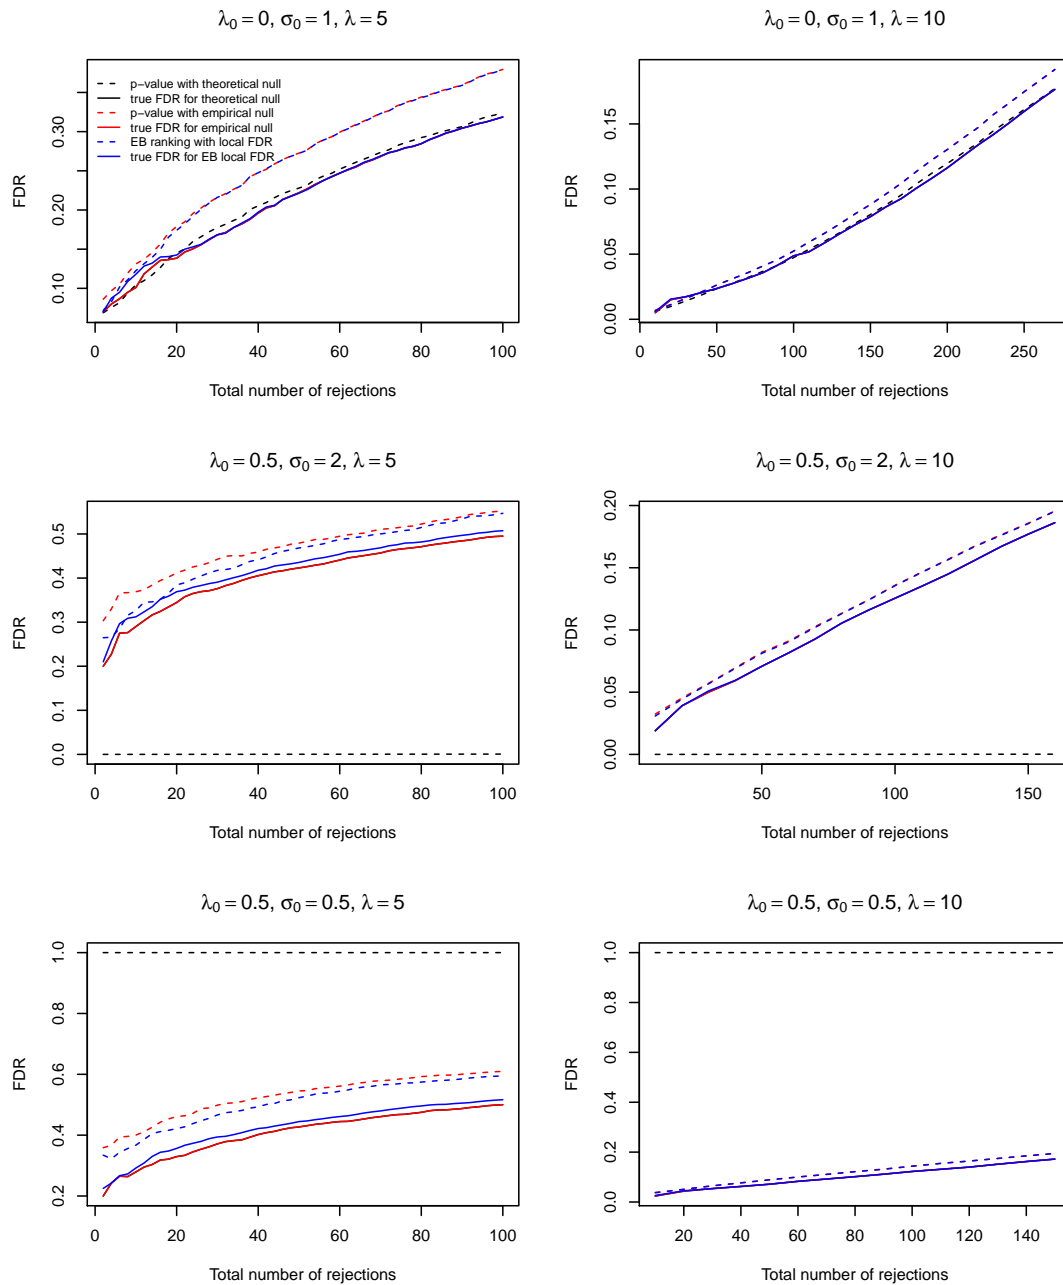 λ₀ = 0, σ₀ = 1, λ = 5
FDR
0.10
0.20
0.30
p−value with theoretical null
true FDR for theoretical null
p−value with empirical null
true FDR for empirical null
EB ranking with local FDR
true FDR for EB local FDR
0 20 40 60 80 100
Total number of rejections
λ₀ = 0, σ₀ = 1, λ = 10
FDR
0.00
0.05
0.10
0.15
0 50 100 150 200 250
Total number of rejections
λ₀ = 0.5, σ₀ = 2, λ = 5
FDR
0.0
0.1
0.2
0.3
0.4
0.5
0 20 40 60 80 100
Total number of rejections
λ₀ = 0.5, σ₀ = 2, λ = 10
FDR
0.00
0.05
0.10
0.15
0.20
50 100 150
Total number of rejections
λ₀ = 0.5, σ₀ = 0.5, λ = 5
FDR
0.2
0.4
0.6
0.8
1.0
0 20 40 60 80 100
Total number of rejections
λ₀ = 0.5, σ₀ = 0.5, λ = 10
FDR
0.0
0.2
0.4
0.6
0.8
1.0
20 40 60 80 100 120 140
Total number of rejections